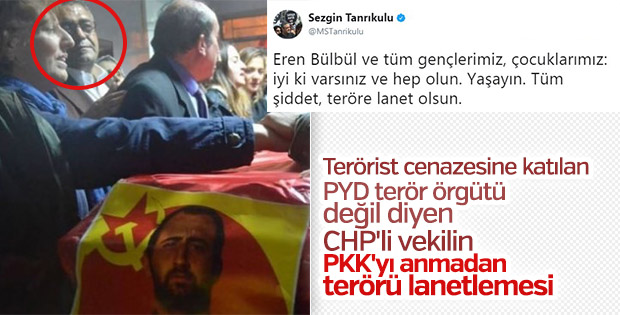 Sezgin Tanrıkulu
@MSTanrikulu
Eren Bülbül ve tüm gençlerimiz, çocuklarımız:
iyi ki varsınız ve hep olun. Yaşayın. Tüm
şiddet, teröre lanet olsun.
Terörist cenazesine katılan
PYD terör örgütü
değil diyen
CHP'li vekilin
PKK'yı anmadan
terörü lanetlemesi